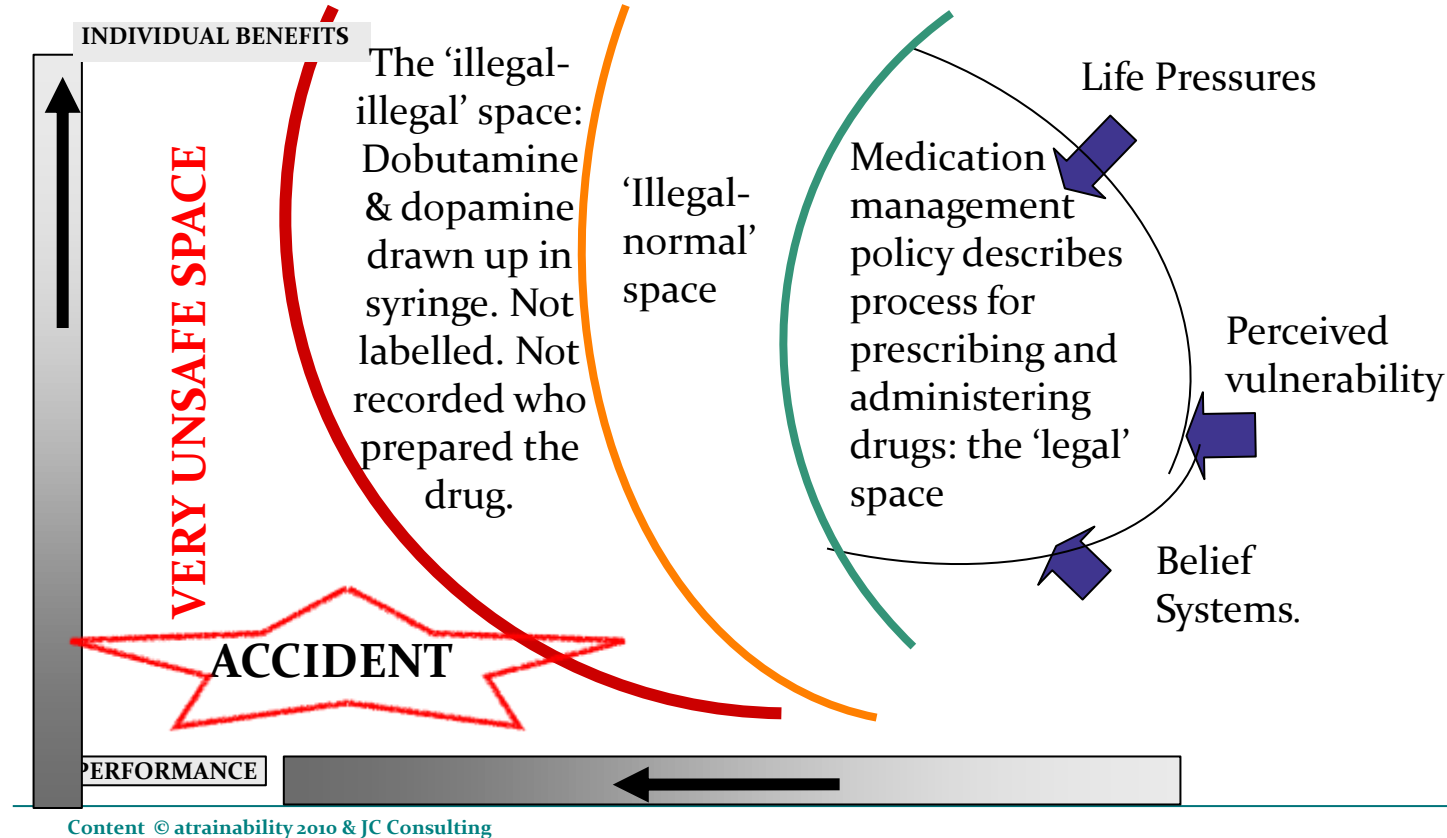 INDIVIDUAL BENEFITS
VERY UNSAFE SPACE
The ‘illegal-
illegal’ space:
Dobutamine
& dopamine
drawn up in
syringe. Not
labelled. Not
recorded who
prepared the
drug.
‘Illegal-
normal’
space
Medication
management
policy describes
process for
prescribing and
administering
drugs: the ‘legal’
space
Life Pressures
Perceived
vulnerability
Belief
Systems.
ACCIDENT
PERFORMANCE
Content © atrainability 2010 & JC Consulting